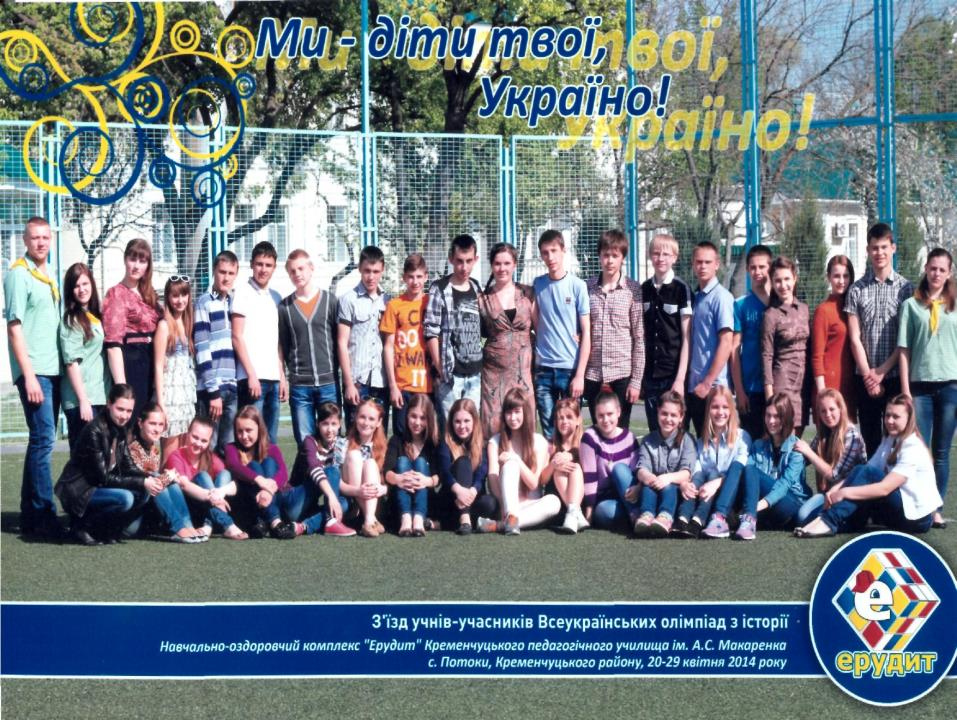 Ми - діти твої,
Україно!
З'їзд учнів-учасників Всеукраїнських олімпіад з історії
Навчально-оздоровчий комплекс "Ерудит" Кременчуцького педагогічного училища ім. А.С. Макаренка
с. Потоки, Кременчуцького району, 20-29 квітня 2014 року
е
ерудит